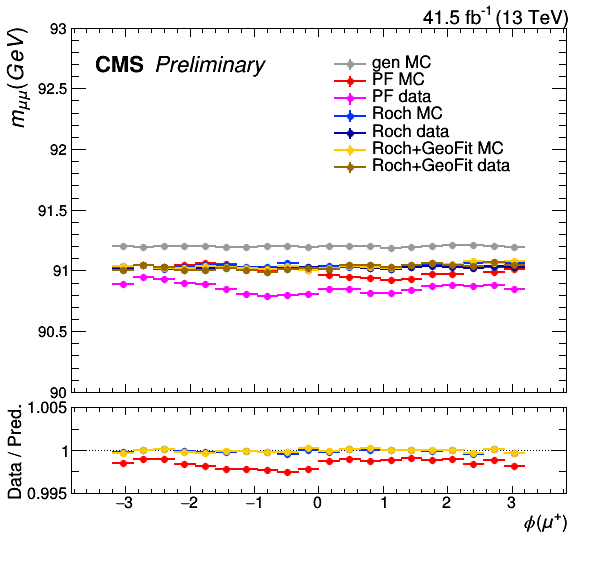 41.5 fb⁻¹ (13 TeV)
m_μμ(GeV)
CMS Preliminary
gen MC
PF MC
PF data
Roch MC
Roch data
Roch+GeoFit MC
Roch+GeoFit data
93
92.5
92
91.5
91
90.5
90
Data / Pred.
1.005
1
0.995
−3 −2 −1 0 1 2 3
ϕ(μ⁺)